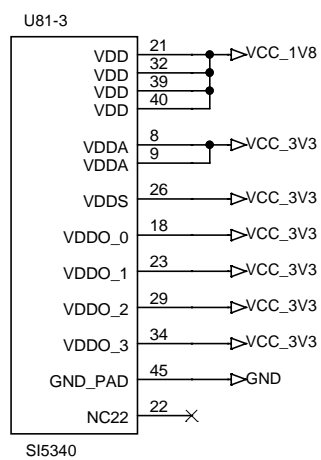 U81-3
VDD 21 VCC_1V8
VDD 32
VDD 39
VDD 40
VDDA 8 VCC_3V3
VDDA 9
VDDS 26 VCC_3V3
VDDO_0 18 VCC_3V3
VDDO_1 23 VCC_3V3
VDDO_2 29 VCC_3V3
VDDO_3 34 VCC_3V3
GND_PAD 45 GND
NC22 22
SI5340